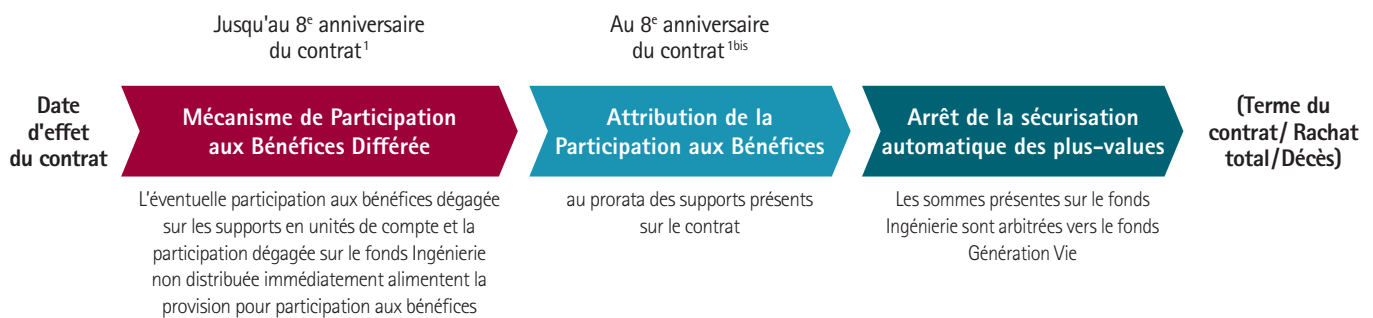 Jusqu'au 8e anniversaire
du contrat1
Au 8e anniversaire
du contrat1bis
Date
d'effet
du contrat
Mécanisme de Participation
aux Bénéfices Différée
Attribution de la
Participation aux Bénéfices
Arrêt de la sécurisation
automatique des plus-values
(Terme du
contrat/ Rachat
total/Décès)
L'éventuelle participation aux bénéfices dégagée
sur les supports en unités de compte et la
participation dégagée sur le fonds Ingénierie
non distribuée immédiatement alimentent la
provision pour participation aux bénéfices
au prorata des supports présents
sur le contrat
Les sommes présentes sur le fonds
Ingénierie sont arbitrées vers le fonds
Génération Vie